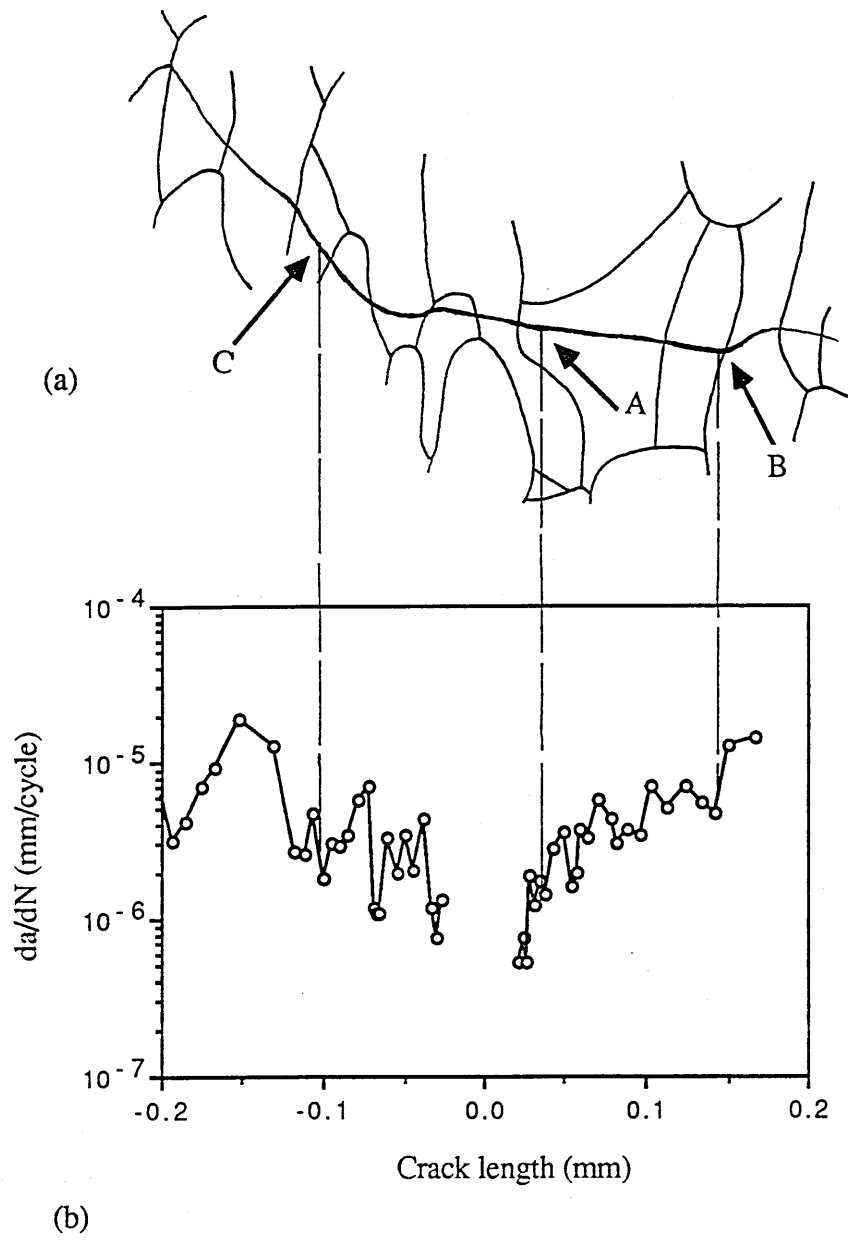 C
(a)
A
B
10-4
10-5
10-6
10-7
da/dN (mm/cycle)
-0.2
-0.1
0.0
0.1
0.2
Crack length (mm)
(b)